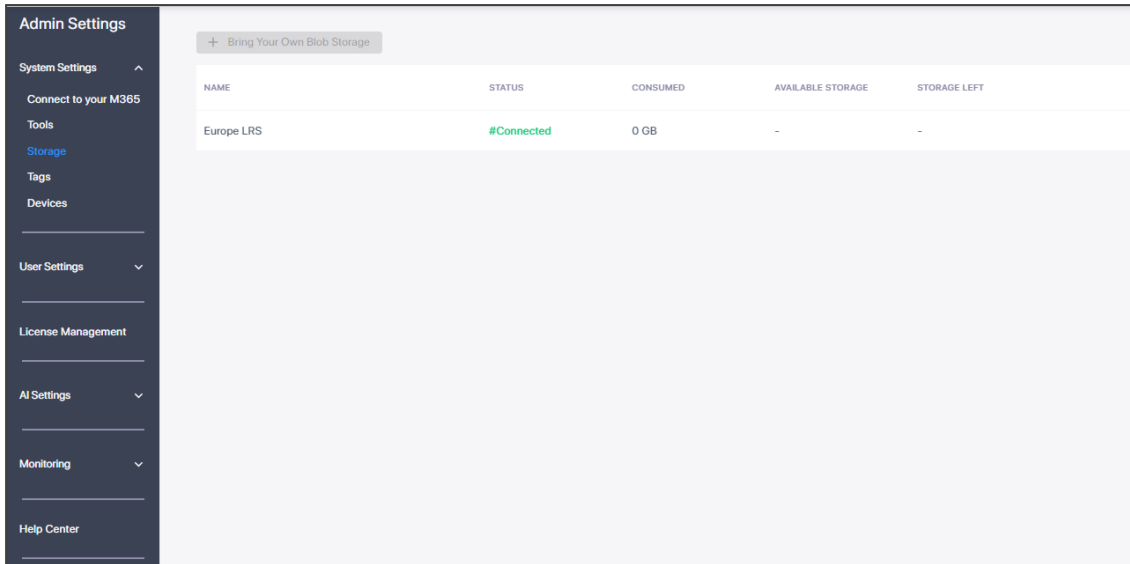 Admin Settings
System Settings
Connect to your M365
Tools
Storage
Tags
Devices
User Settings
License Management
AI Settings
Monitoring
Help Center
+ Bring Your Own Blob Storage
NAME STATUS CONSUMED AVAILABLE STORAGE STORAGE LEFT
Europe LRS #Connected 0 GB - -